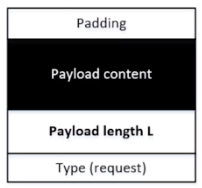 Padding
Payload content
Payload length L
Type (request)